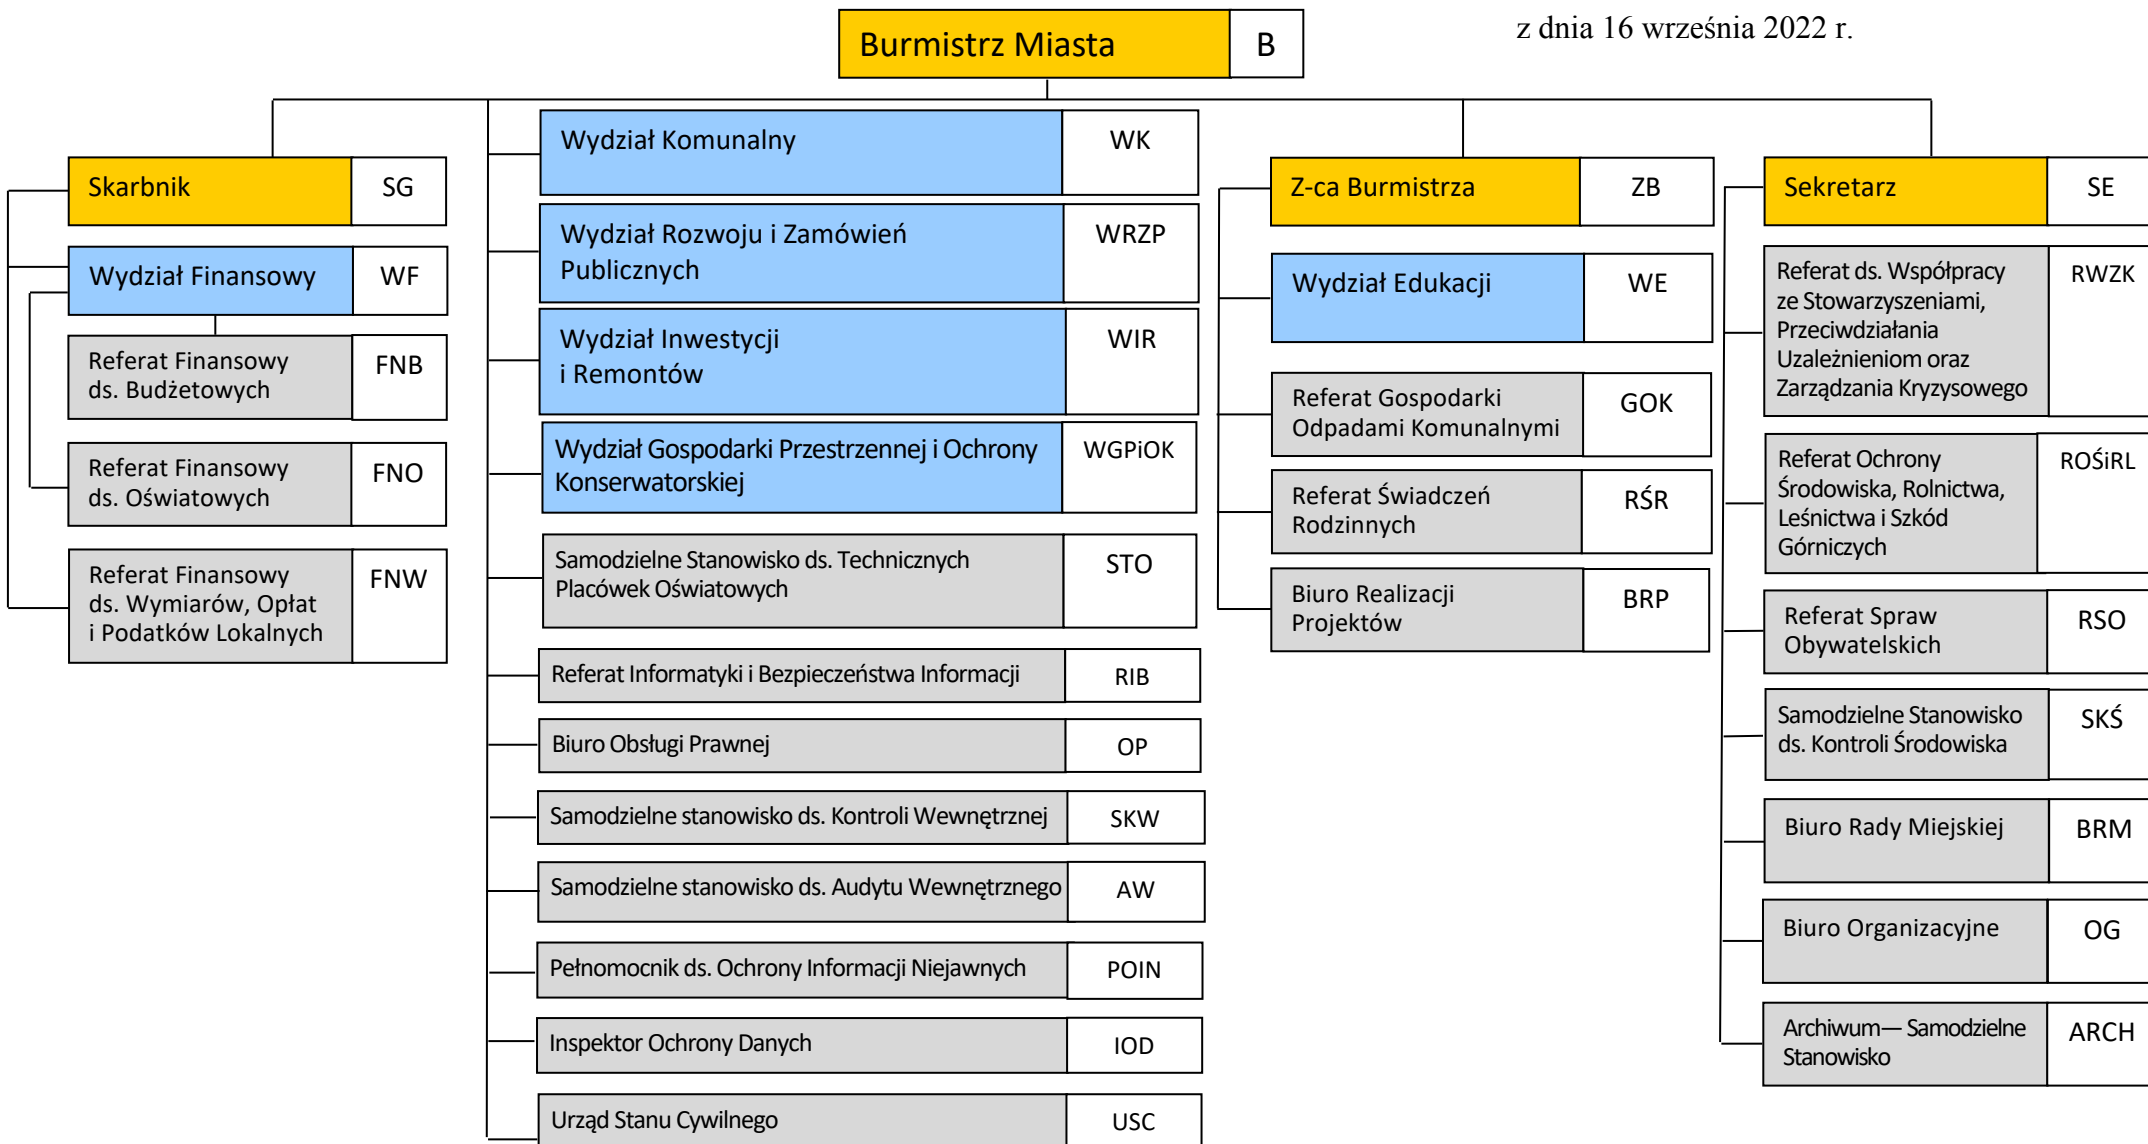 Burmistrz Miasta B
z dnia 16 września 2022 r.
Skarbnik SG
Wydział Finansowy WF
Referat Finansowy
ds. Budżetowych
FNB
Referat Finansowy
ds. Oświatowych
FNO
Referat Finansowy
ds. Wymiarów, Opłat
i Podatków Lokalnych
FNW
Wydział Komunalny WK
Wydział Rozwoju i Zamówień
Publicznych
WRZP
Wydział Inwestycji
i Remontów
WIR
Wydział Gospodarki Przestrzennej i Ochrony
Konserwatorskiej
WGPiOK
Samodzielne Stanowisko ds. Technicznych
Placówek Oświatowych
STO
Referat Informatyki i Bezpieczeństwa Informacji RIB
Biuro Obsługi Prawnej OP
Samodzielne stanowisko ds. Kontroli Wewnętrznej SKW
Samodzielne stanowisko ds. Audytu Wewnętrznego AW
Pełnomocnik ds. Ochrony Informacji Niejawnych POIN
Inspektor Ochrony Danych IOD
Urząd Stanu Cywilnego USC
Z-ca Burmistrza ZB
Wydział Edukacji WE
Referat Gospodarki
Odpadami Komunalnymi
GOK
Referat Świadczeń
Rodzinnych
RŚR
Biuro Realizacji
Projektów
BRP
Sekretarz SE
Referat ds. Współpracy
ze Stowarzyszeniami,
Przeciwdziałania
Uzależnieniom oraz
Zarządzania Kryzysowego
RWZK
Referat Ochrony
Środowiska, Rolnictwa,
Leśnictwa i Szkód
Górniczych
ROŚiRL
Referat Spraw
Obywatelskich
RSO
Samodzielne Stanowisko
ds. Kontroli Środowiska
SKŚ
Biuro Rady Miejskiej BRM
Biuro Organizacyjne OG
Archiwum— Samodzielne
Stanowisko
ARCH